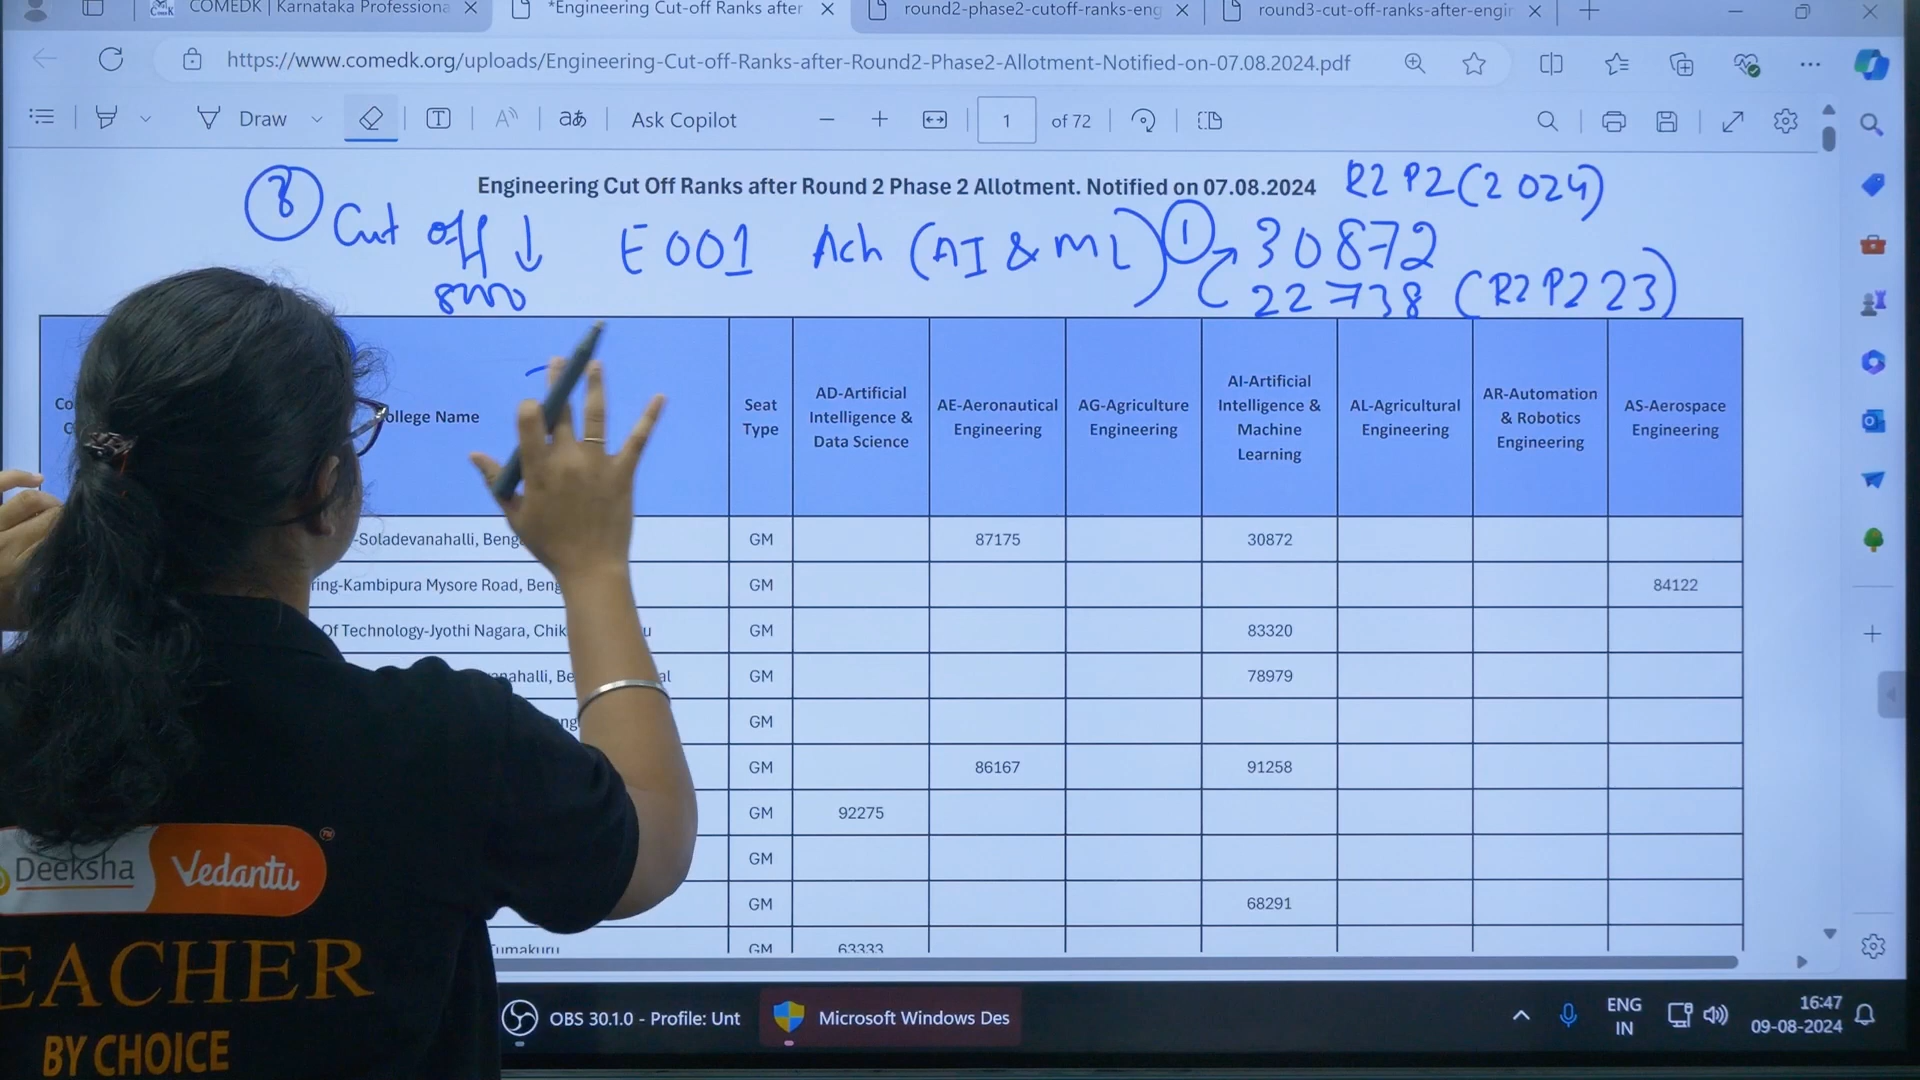 COMEDK | Karnataka Professiona
*Engineering Cut-off Ranks after
round2-phase2-cutoff-ranks-eng
round3-cut-off-ranks-after-engir
https://www.comedk.org/uploads/Engineering-Cut-off-Ranks-after-Round2-Phase2-Allotment-Notified-on-07.08.2024.pdf
Draw
T
aあ
Ask Copilot
1 of 72
Engineering Cut Off Ranks after Round 2 Phase 2 Allotment. Notified on 07.08.2024 R2 P2 (2024)
8 Cut off ↓ E001 Ach (AI & ML) 1 30872
22738 (R2 P2 23)
ollege Name
Seat Type
AD-Artificial Intelligence & Data Science
AE-Aeronautical Engineering
AG-Agriculture Engineering
AI-Artificial Intelligence & Machine Learning
AL-Agricultural Engineering
AR-Automation & Robotics Engineering
AS-Aerospace Engineering
-Soladevanahalli, Beng GM 87175 30872
ring-Kambipura Mysore Road, Ben GM 84122
Of Technology-Jyothi Nagara, Chik u GM 83320
nahalli, Be al GM 78979
ng GM
GM 86167 91258
GM 92275
GM
GM 68291
Tumakuru GM 63333
Deeksha Vedantu
EACHER
BY CHOICE
OBS 30.1.0 - Profile: Unt
Microsoft Windows Des
ENG
IN
16:47
09-08-2024